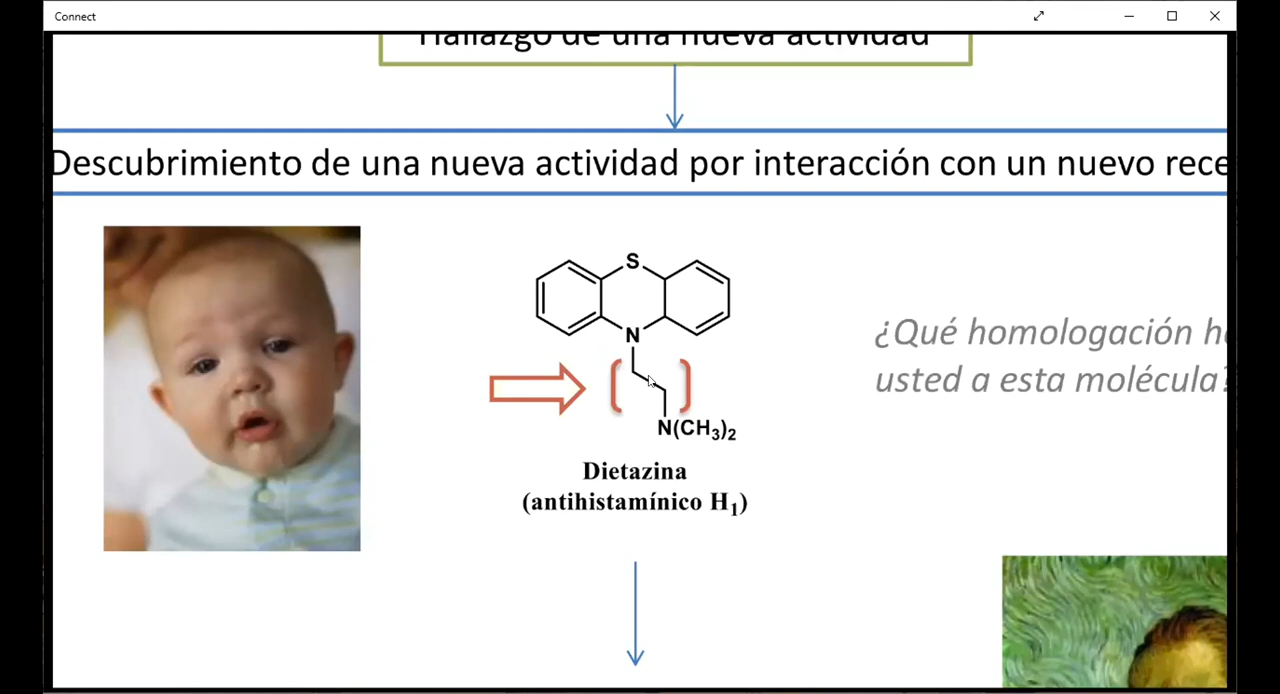 Connect
Hallazgo de una nueva actividad
Descubrimiento de una nueva actividad por interacción con un nuevo
¿Qué homologación
usted a esta molécula?
S
N
N(CH₃)₂
Dietazina
(antihistamínico H₁)